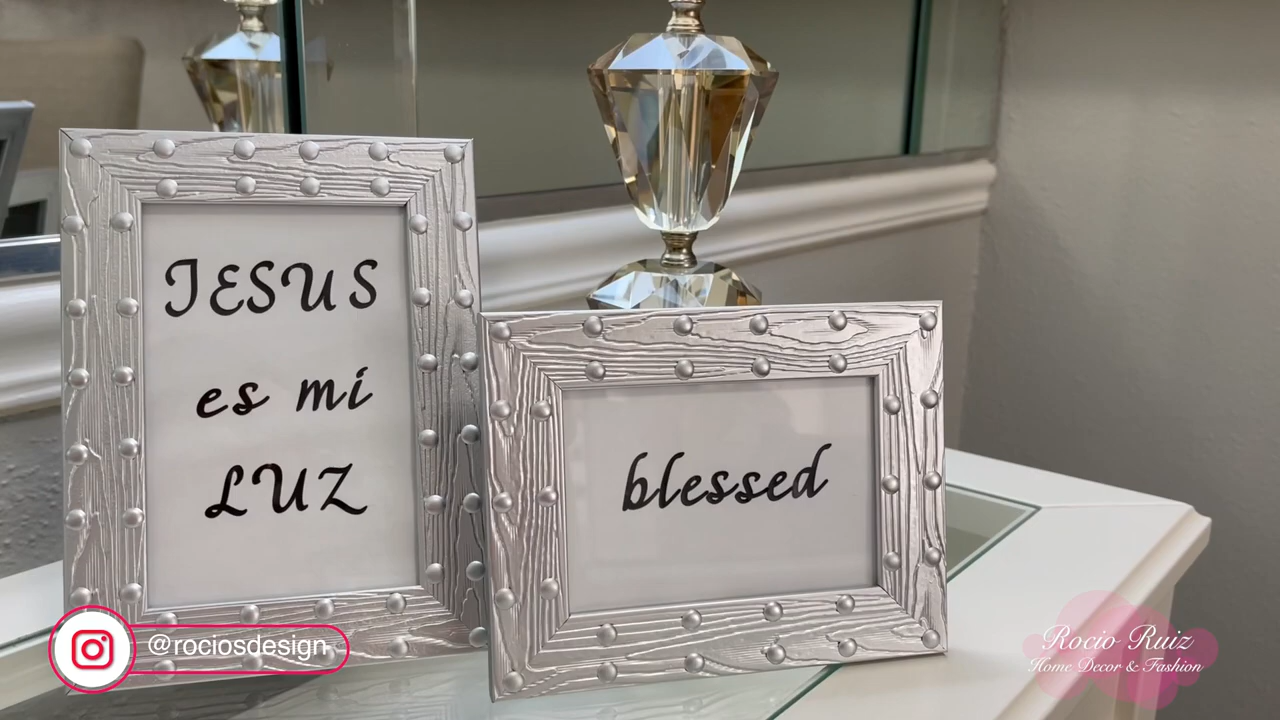 JESUS
es mi
LUZ
blessed
@rociosdesign
Rocio Ruiz
Home Decor & Fashion